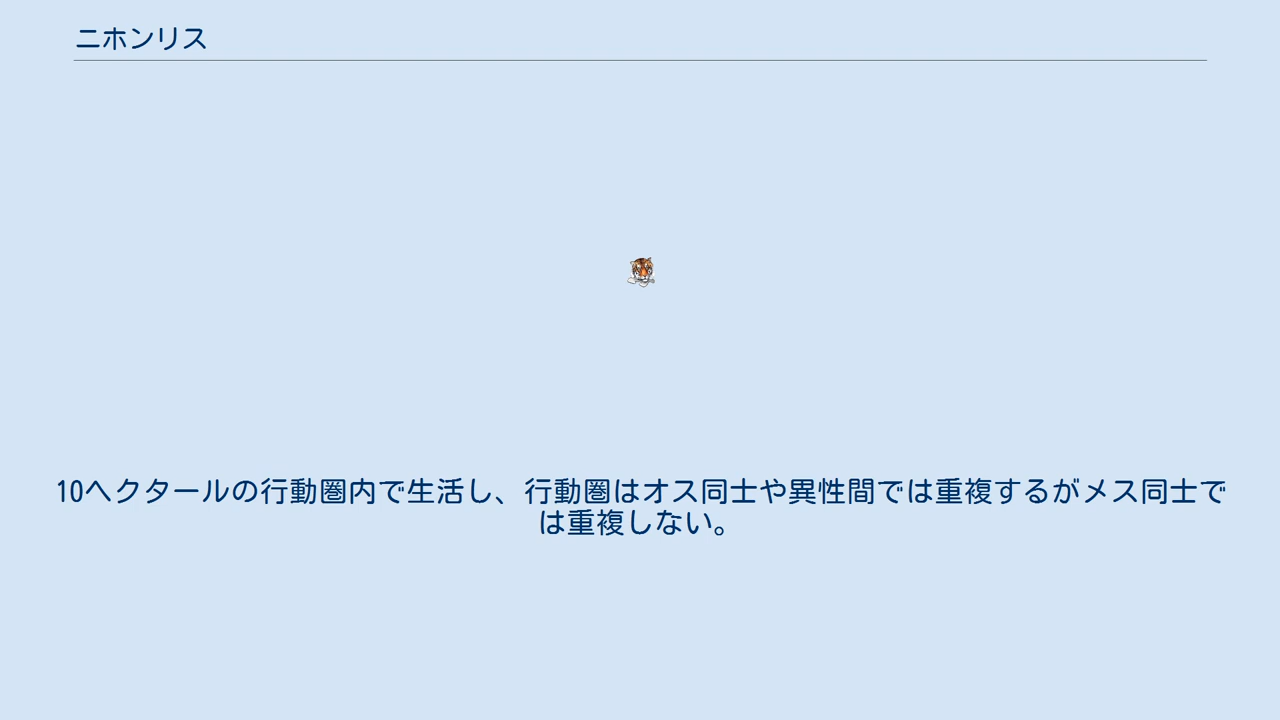 ニホンリス
10ヘクタールの行動圏内で生活し、行動圏はオス同士や異性間では重複するがメス同士で
は重複しない。